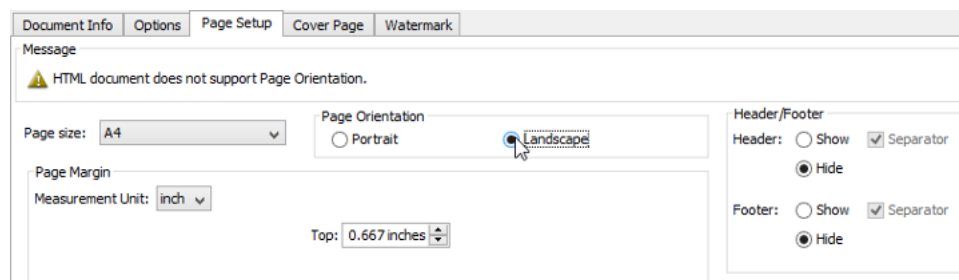 Document Info Options Page Setup Cover Page Watermark
Message
HTML document does not support Page Orientation.
Page size: A4
Page Orientation
Portrait Landscape
Header/Footer
Header: Show Separator
Hide
Footer: Show Separator
Hide
Page Margin
Measurement Unit: inch
Top: 0.667 inches